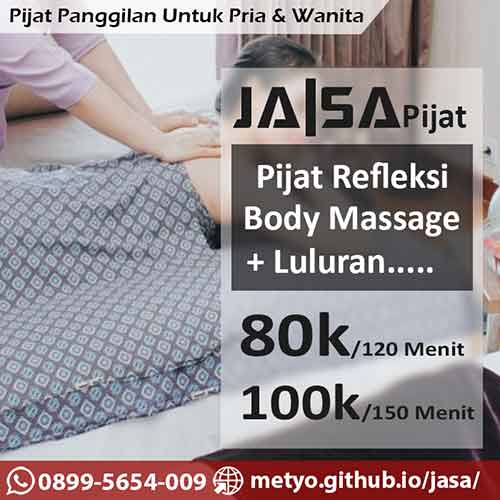 Pijat Panggilan Untuk Pria & Wanita
JA|SA Pijat
Pijat Refleksi
Body Massage
+ Luluran.....
80k/120 Menit
100k/150 Menit
0899-5654-009 metyo.github.io/jasa/